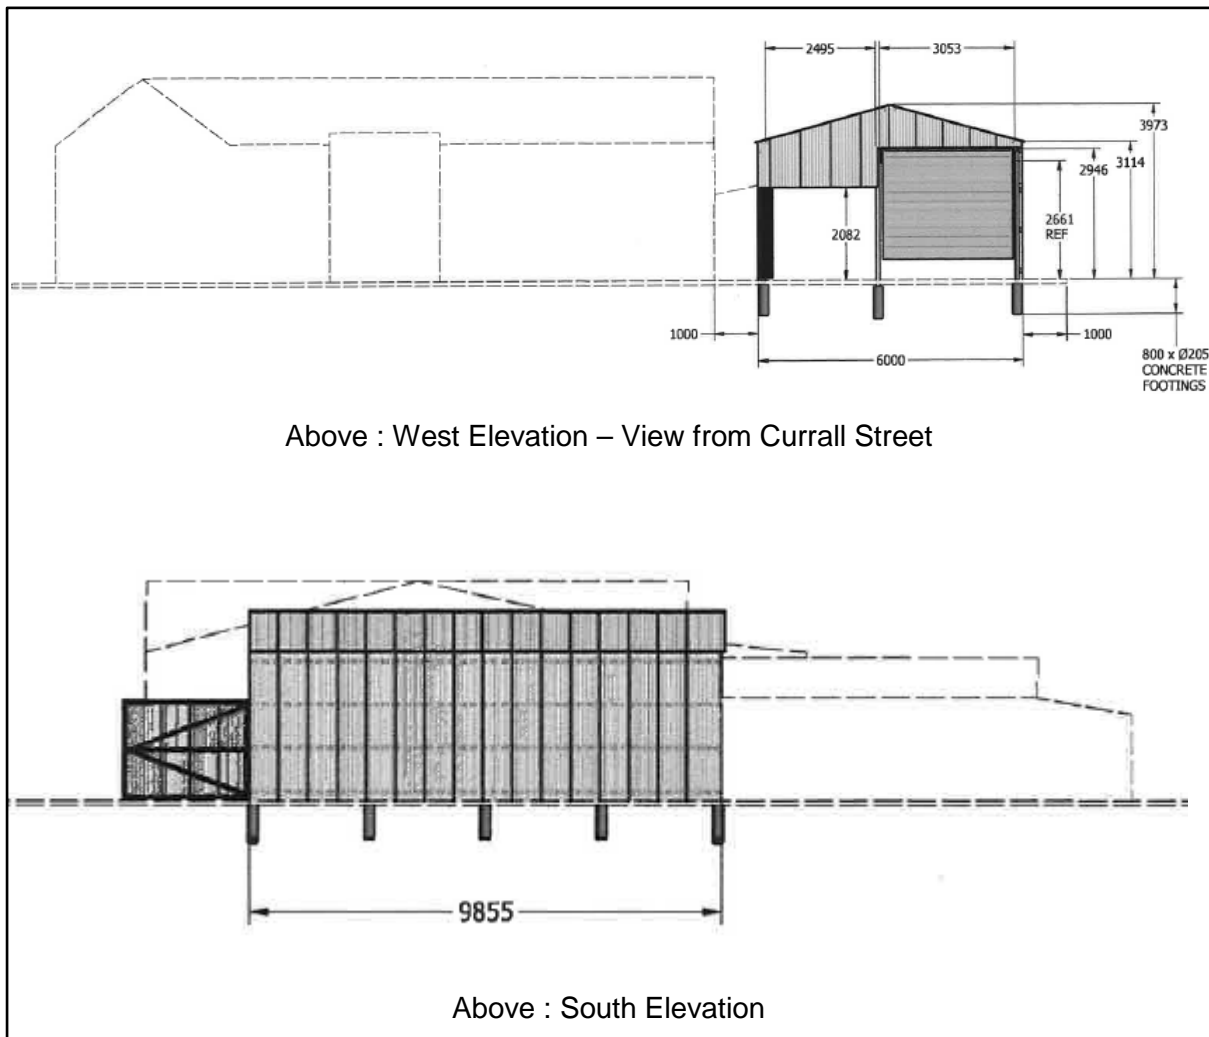 2495
3053
3973
3114
2946
2661
REF
2082
1000
1000
6000
800 x Ø205
CONCRETE
FOOTINGS
Above : West Elevation – View from Currall Street
9855
Above : South Elevation